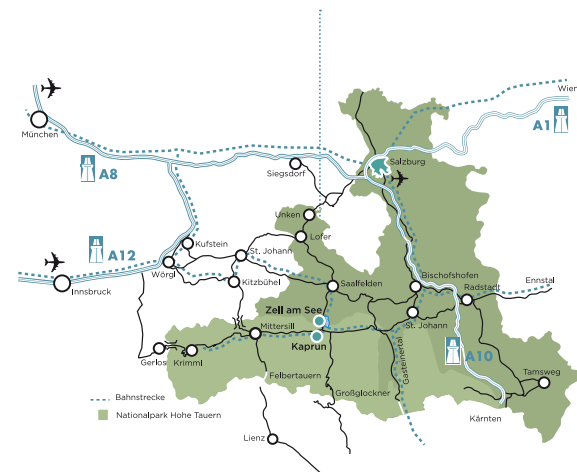 Wien
A1
München
A8
Siegsdorf
Salzburg
Unken
Lofer
Kufstein
St. Johann
A12
Wörgl
Innsbruck
Kitzbühel
Saalfelden
Bischofshofen
Radstadt
Ennstal
Zell am See
St. Johann
Mittersill
Kaprun
Gasteinertal
A10
Gerlos
Krimml
Felbertauern
Großglockner
Tamsweg
Kärnten
Bahnstrecke
Nationalpark Hohe Tauern
Lienz